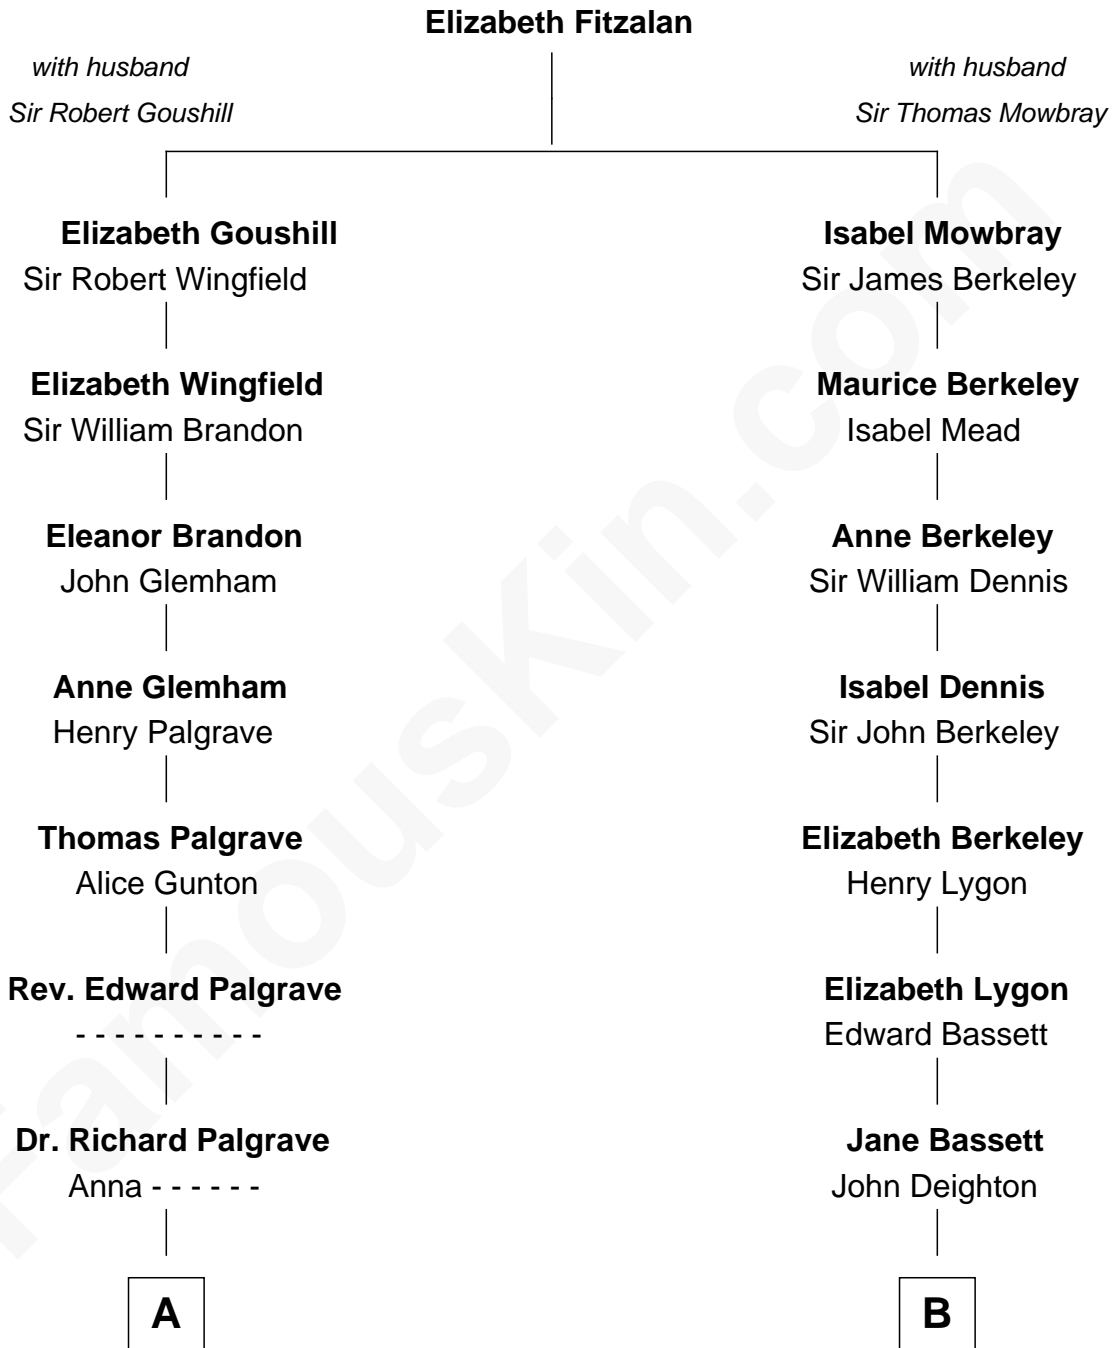 Elizabeth Fitzalan
with husband
Sir Robert Goushill
with husband
Sir Thomas Mowbray
Elizabeth Goushill
Sir Robert Wingfield
Isabel Mowbray
Sir James Berkeley
Elizabeth Wingfield
Sir William Brandon
Maurice Berkeley
Isabel Mead
Eleanor Brandon
John Glemham
Anne Berkeley
Sir William Dennis
Anne Glemham
Henry Palgrave
Isabel Dennis
Sir John Berkeley
Thomas Palgrave
Alice Gunton
Elizabeth Berkeley
Henry Lygon
Rev. Edward Palgrave
- - - - - - - - - -
Elizabeth Lygon
Edward Bassett
Dr. Richard Palgrave
Anna - - - - - -
Jane Bassett
John Deighton
A
B
FamousKin.com